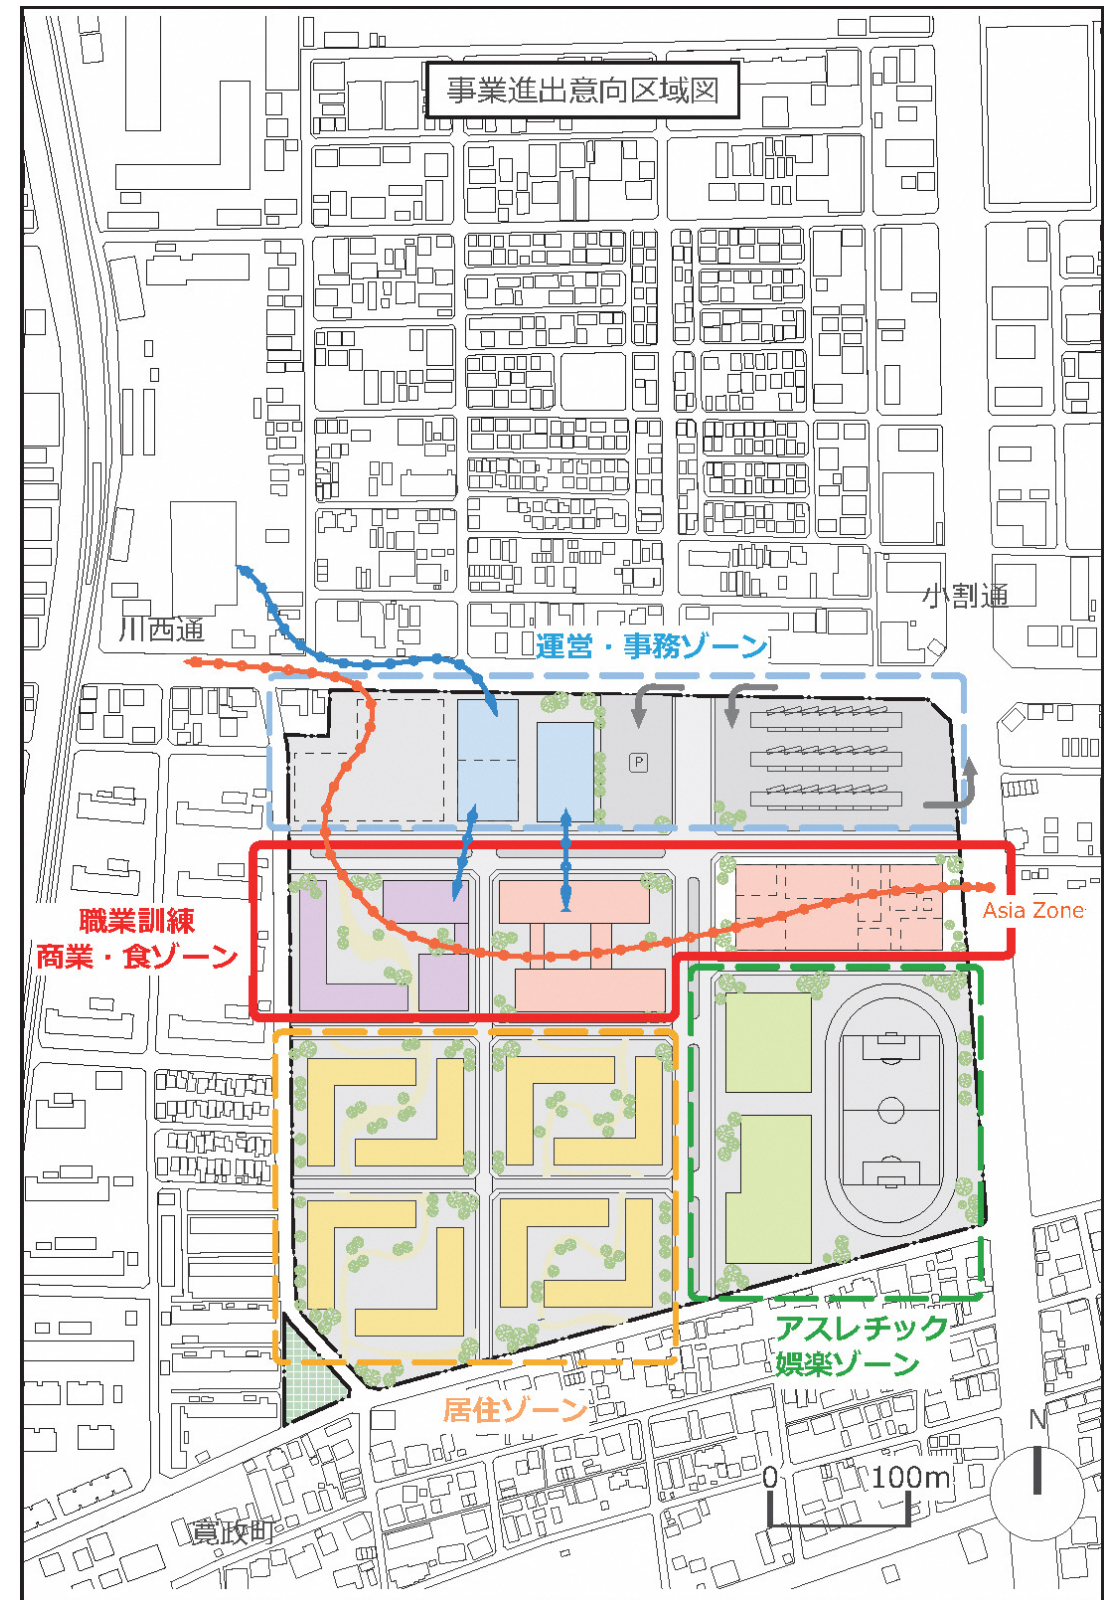 事業進出意向区域図
小割通
川西通
運営・事務ゾーン
P
職業訓練
商業・食ゾーン
Asia Zone
アスレチック
娯楽ゾーン
居住ゾーン
N
0 100m
寛政町